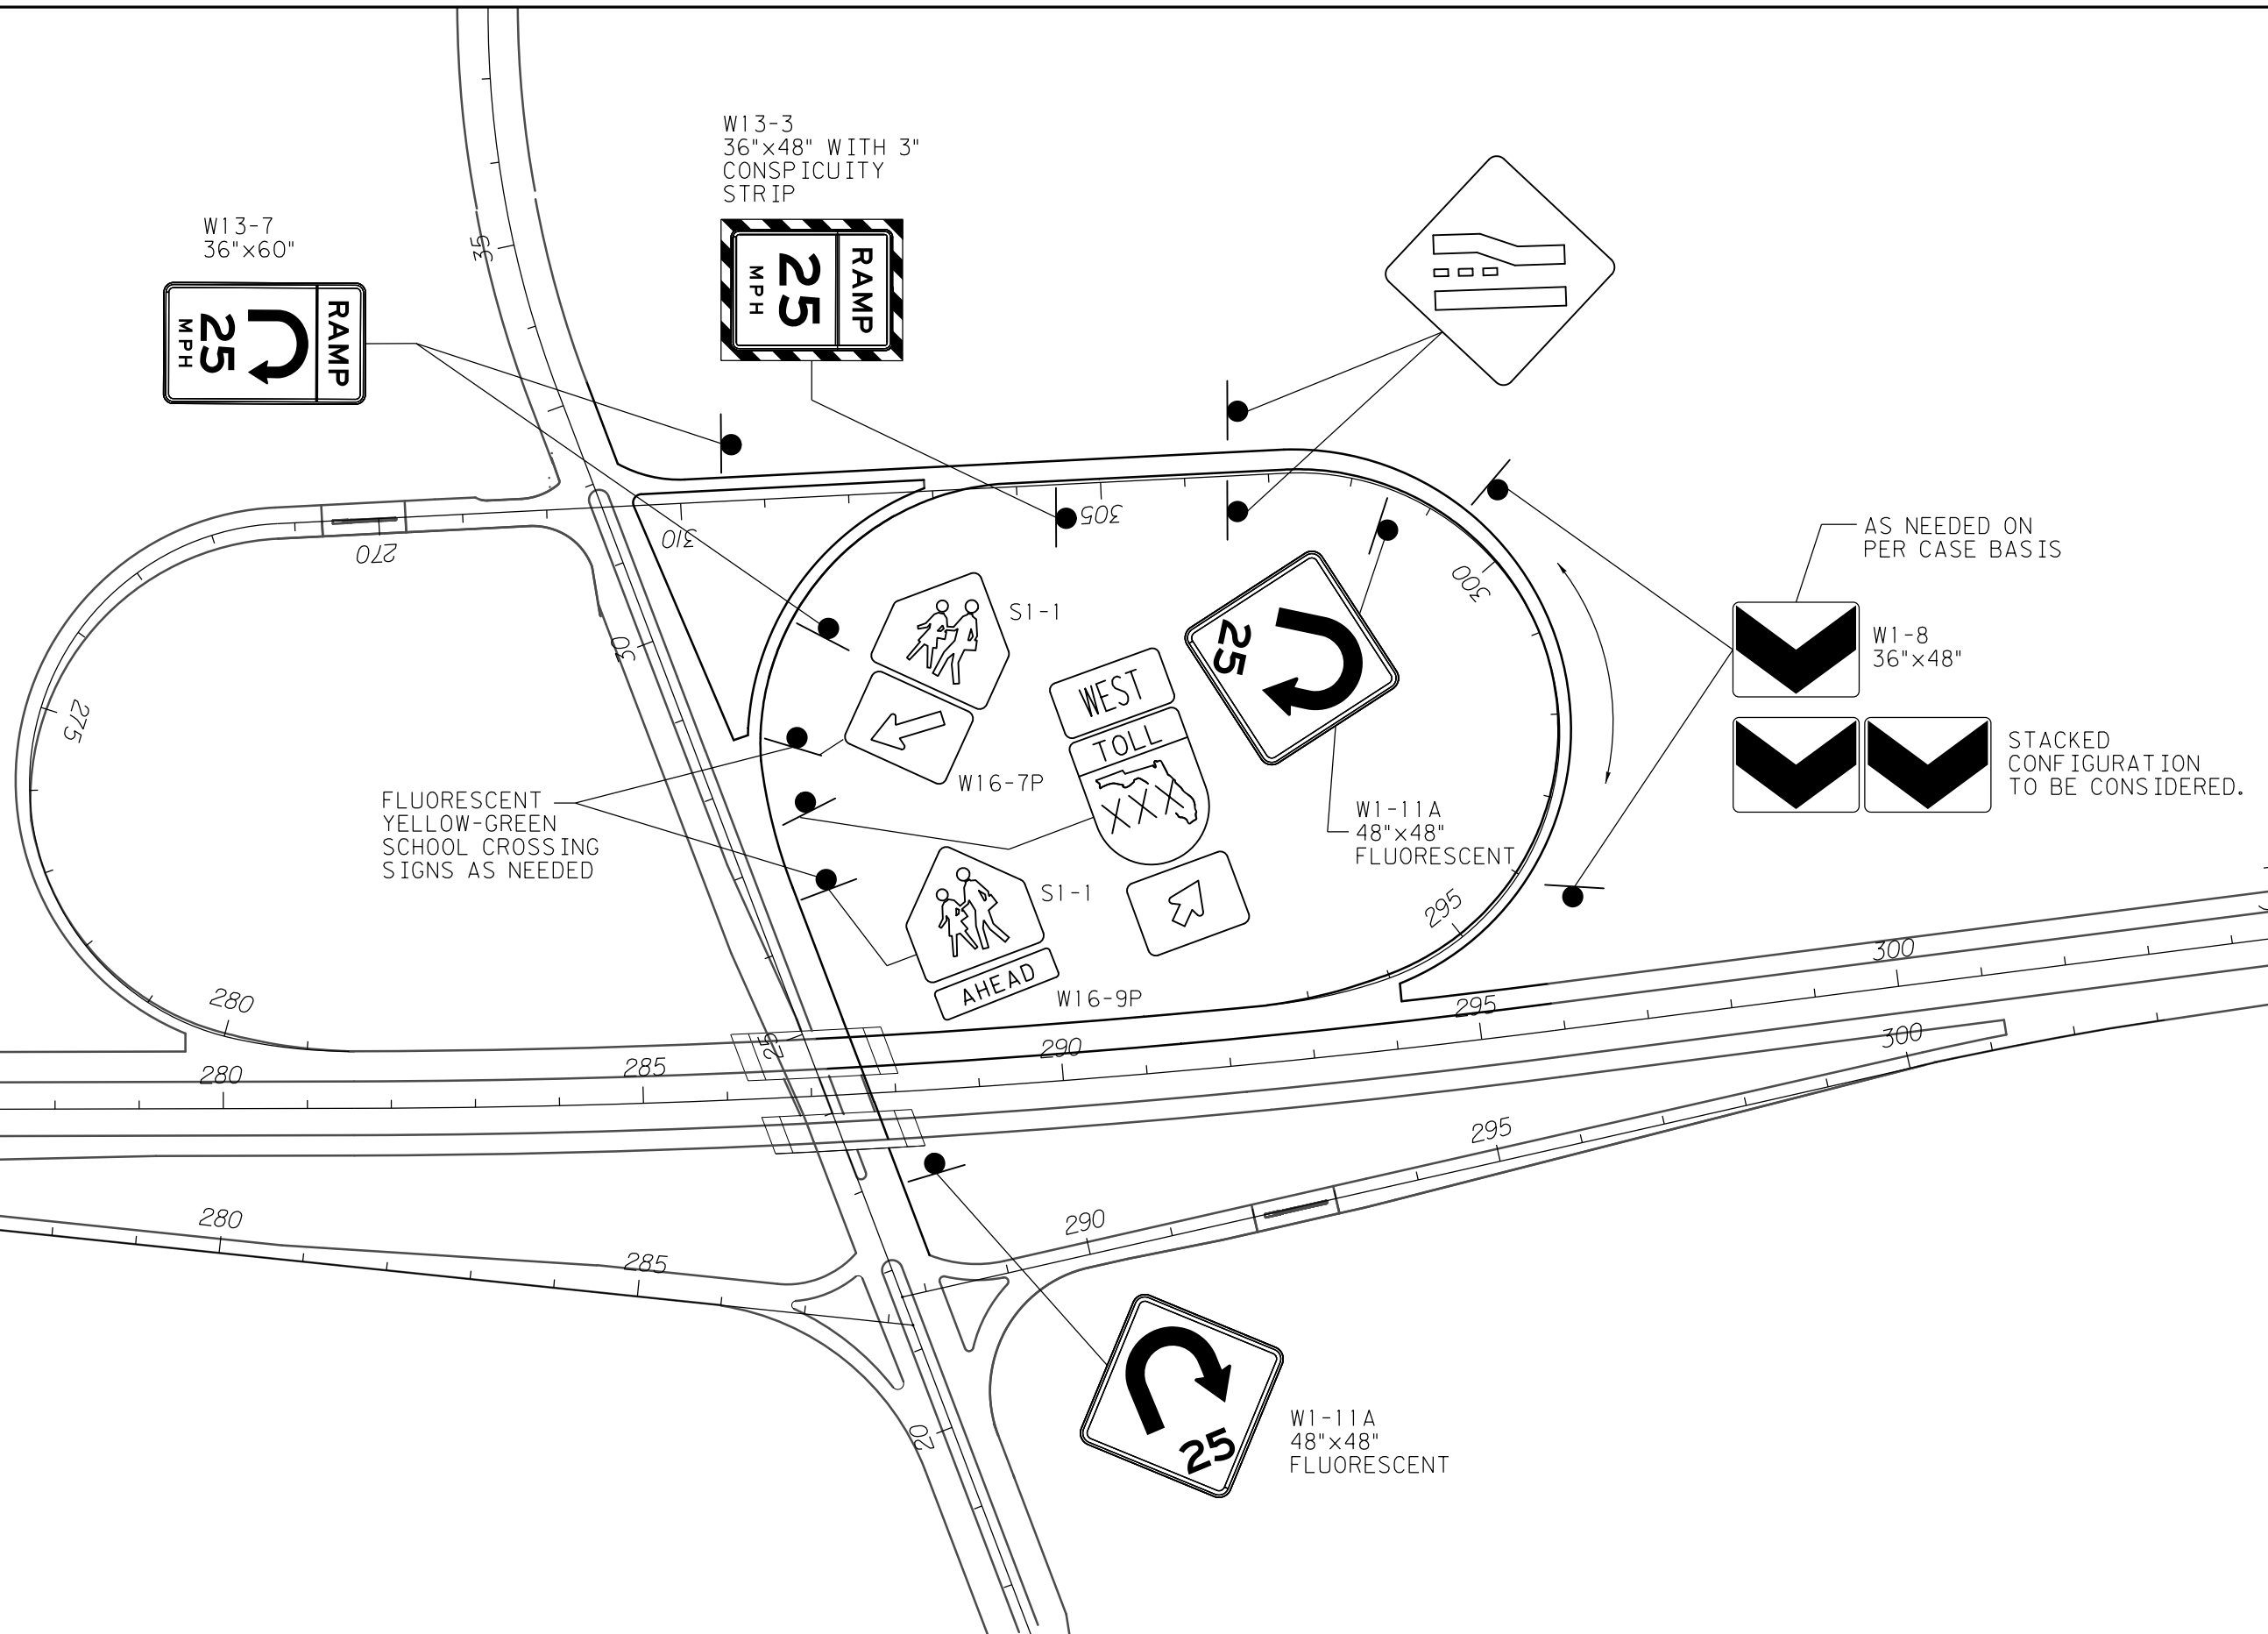 W13-3
36"x48" WITH 3"
CONSPICUITY
STRIP
W13-7
36"x60"
RAMP
25
MPH
RAMP
25
MPH
35
AS NEEDED ON
PER CASE BASIS
305
310
270
300
S1-1
W1-8
36"x48"
30
25
WEST
TOLL
XXX
275
STACKED
CONFIGURATION
TO BE CONSIDERED.
W16-7P
FLUORESCENT
YELLOW-GREEN
SCHOOL CROSSING
SIGNS AS NEEDED
W1-11A
48"x48"
FLUORESCENT
S1-1
295
AHEAD
W16-9P
300
280
295
25
290
300
280
285
295
290
280
285
20
25
W1-11A
48"x48"
FLUORESCENT